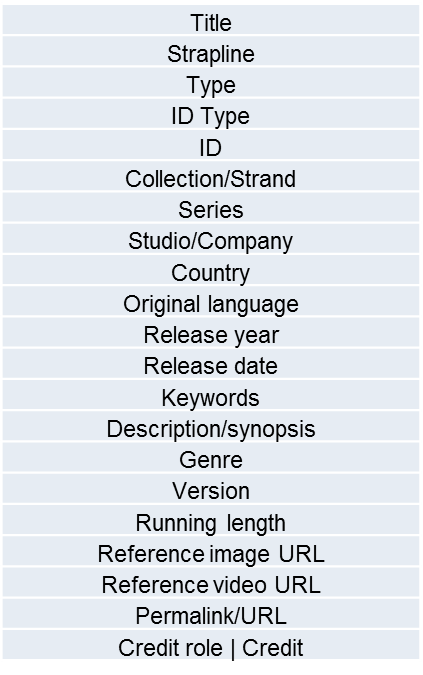 Title
Strapline
Type
ID Type
ID
Collection/Strand
Series
Studio/Company
Country
Original language
Release year
Release date
Keywords
Description/synopsis
Genre
Version
Running length
Reference image URL
Reference video URL
Permalink/URL
Credit role | Credit